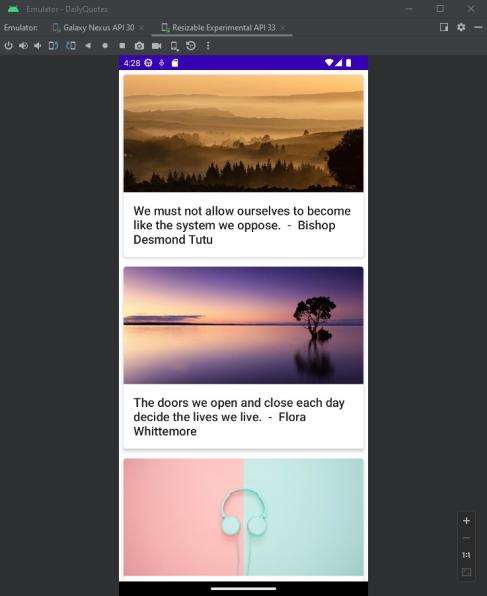 Emulator - DailyQuotes
Emulator: Galaxy Nexus API 30 Resizable Experimental API 33
4:28
We must not allow ourselves to become
like the system we oppose.  -  Bishop
Desmond Tutu
The doors we open and close each day
decide the lives we live.  -  Flora
Whittemore
1:1